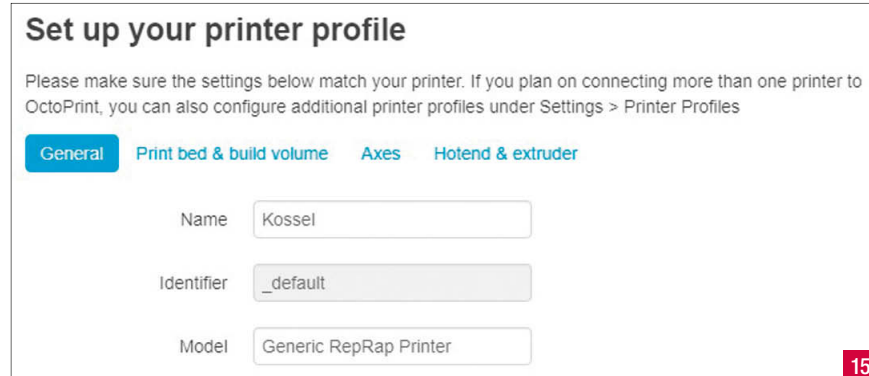 Set up your printer profile
Please make sure the settings below match your printer. If you plan on connecting more than one printer to
OctoPrint, you can also configure additional printer profiles under Settings > Printer Profiles
General Print bed & build volume Axes Hotend & extruder
Name Kossel
Identifier _default
Model Generic RepRap Printer
15